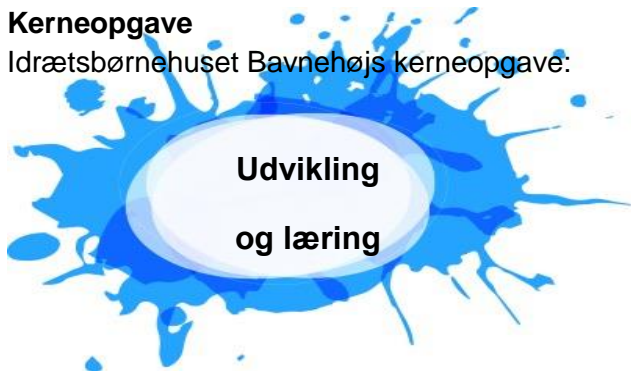 Kerneopgave
Idrætsbørnehuset Bavnehøjs kerneopgave:
Udvikling
og læring